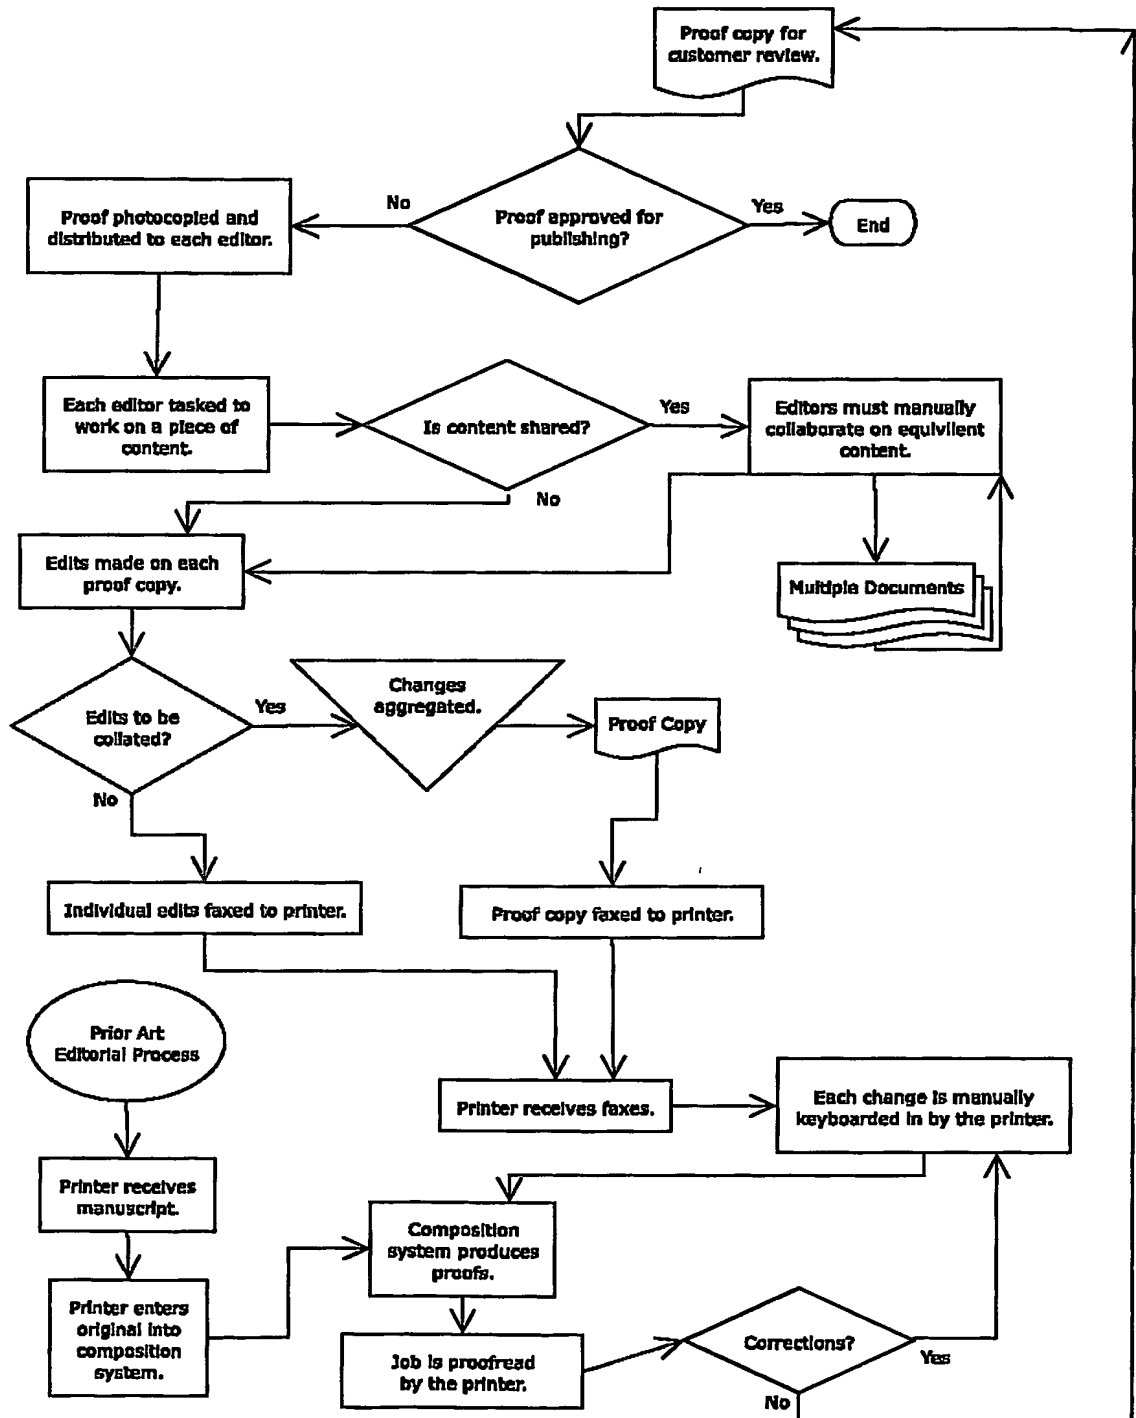 Proof copy for
customer review.
No
Proof photocopied and
distributed to each editor.
Proof approved for
publishing?
Yes
End
Each editor tasked to
work on a piece of
content.
Is content shared?
Yes
Editors must manually
collaborate on equivilent
content.
No
Edits made on each
proof copy.
Multiple Documents
Edits to be
collated?
Yes
Changes
aggregated.
Proof Copy
No
Individual edits faxed to printer.
Proof copy faxed to printer.
Prior Art
Editorial Process
Printer receives faxes.
Each change is manually
keyboarded in by the printer.
Printer receives
manuscript.
Composition
system produces
proofs.
Printer enters
original into
composition
system.
Job is proofread
by the printer.
Corrections?
Yes
No